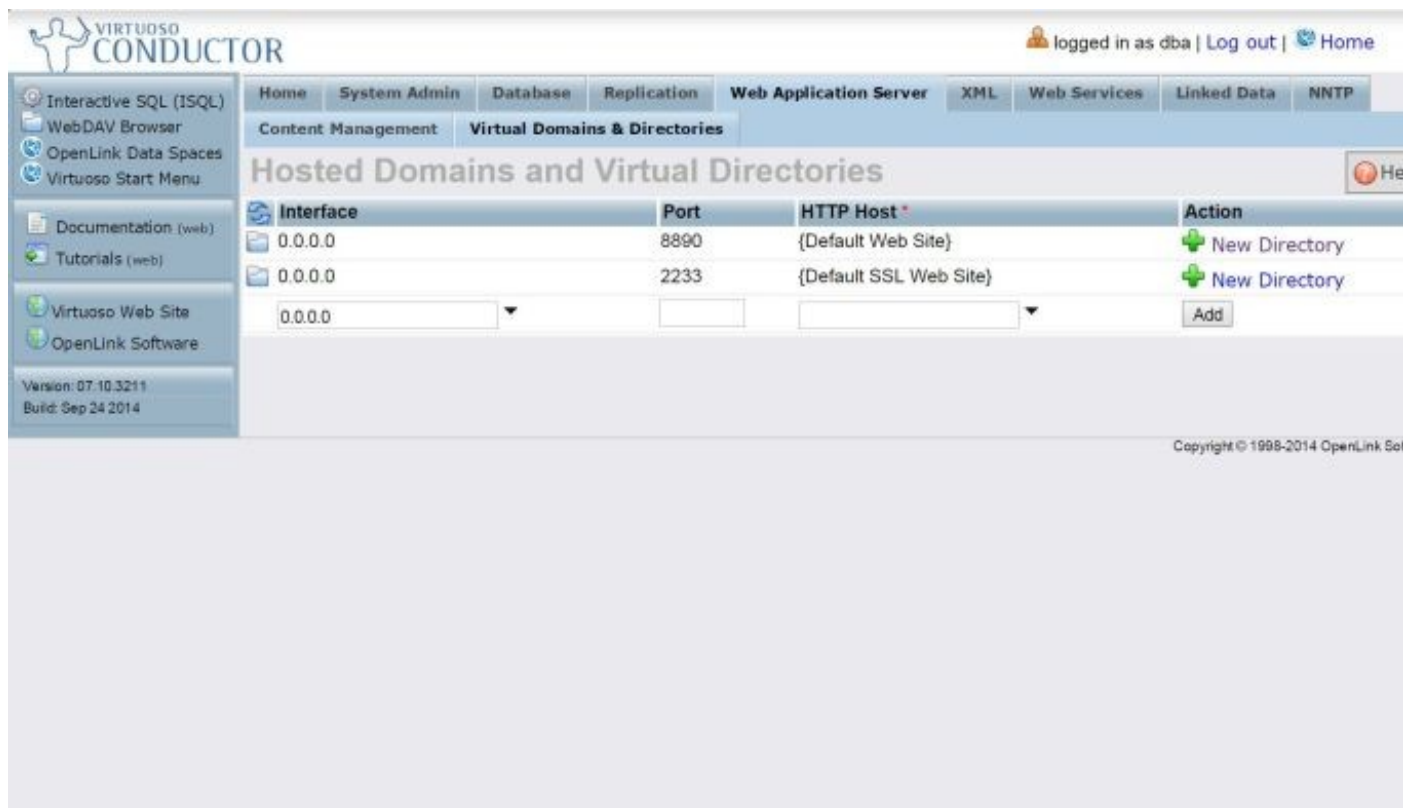 VIRTUOSO
CONDUCTOR
logged in as dba | Log out | Home
Interactive SQL (ISQL)
WebDAV Browser
OpenLink Data Spaces
Virtuoso Start Menu
Documentation (web)
Tutorials (web)
Virtuoso Web Site
OpenLink Software
Version: 07.10.3211
Build: Sep 24 2014
Home System Admin Database Replication Web Application Server XML Web Services Linked Data NNTP
Content Management Virtual Domains & Directories
Hosted Domains and Virtual Directories
He
Interface Port HTTP Host * Action
0.0.0.0 8890 {Default Web Site} New Directory
0.0.0.0 2233 {Default SSL Web Site} New Directory
0.0.0.0 Add
Copyright © 1998-2014 OpenLink Sof